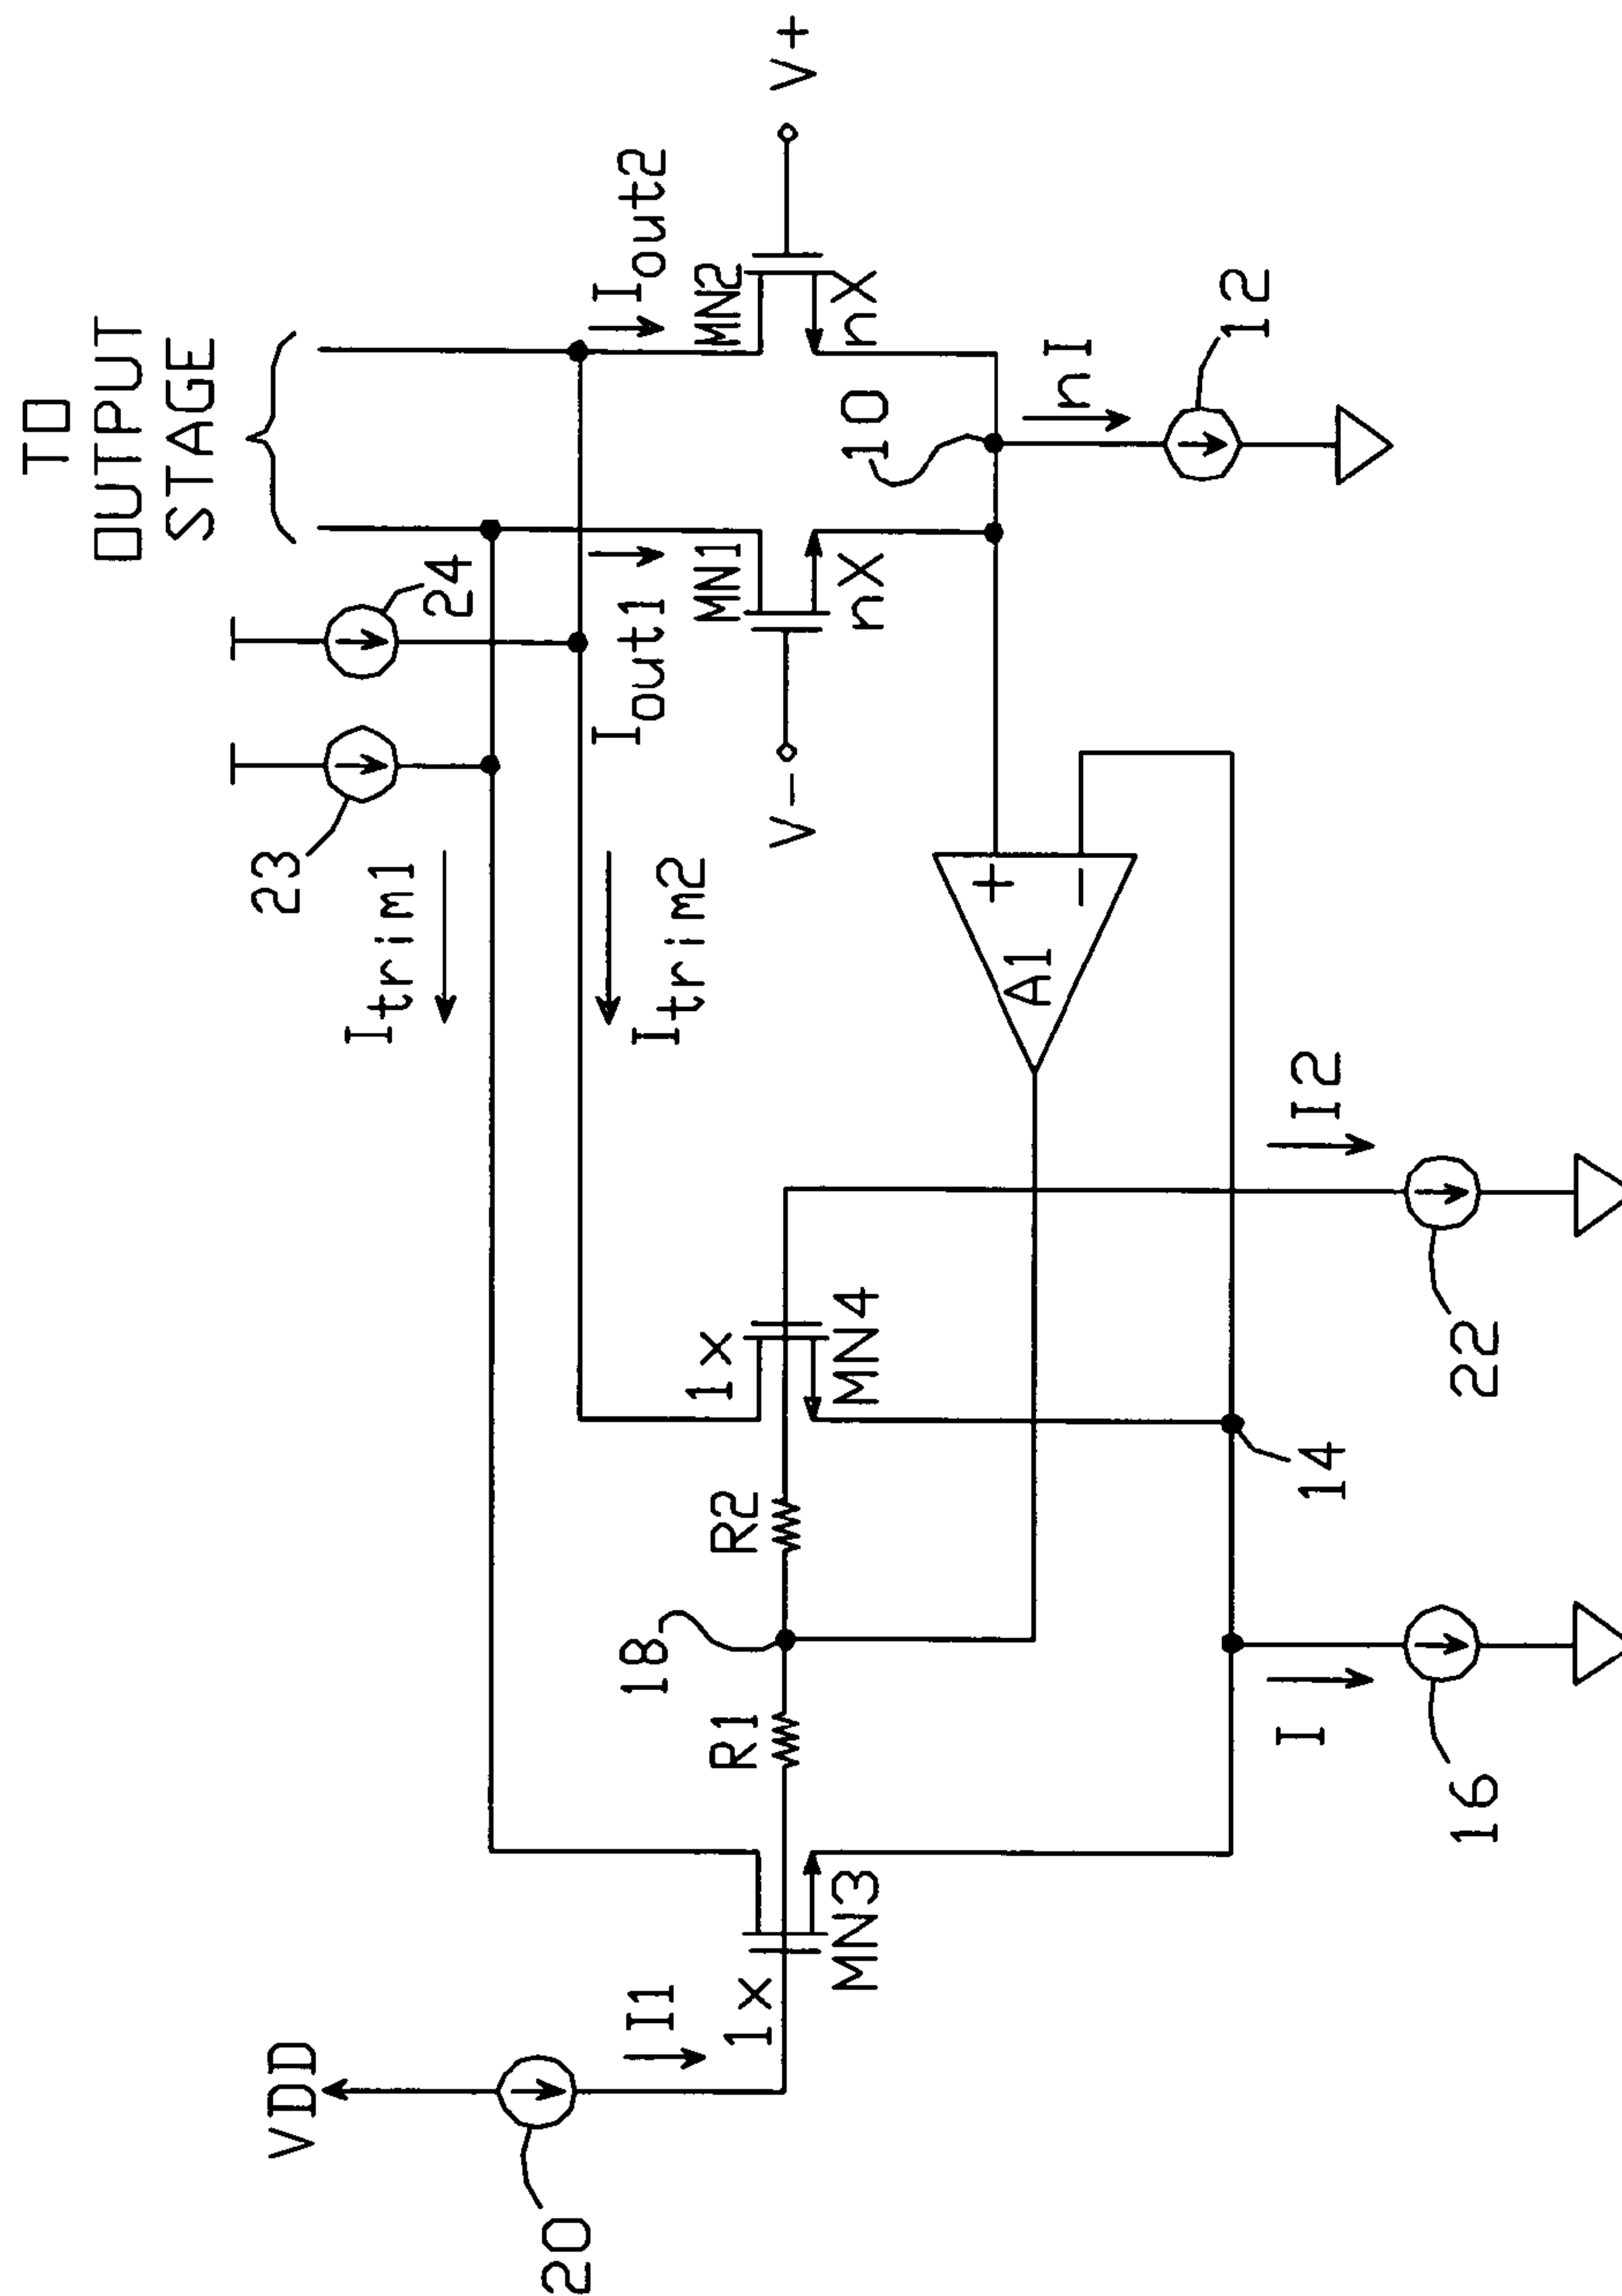 TO
OUTPUT
STAGE
23
24
VDD
Itrim1
Itrim2
Iout1
Iout2
20
I1
1x
MN3
R1
18
R2
1x
MN4
V-
MN1
nX
MN2
nX
V+
A1
+
-
10
nI
12
14
I
16
I2
22